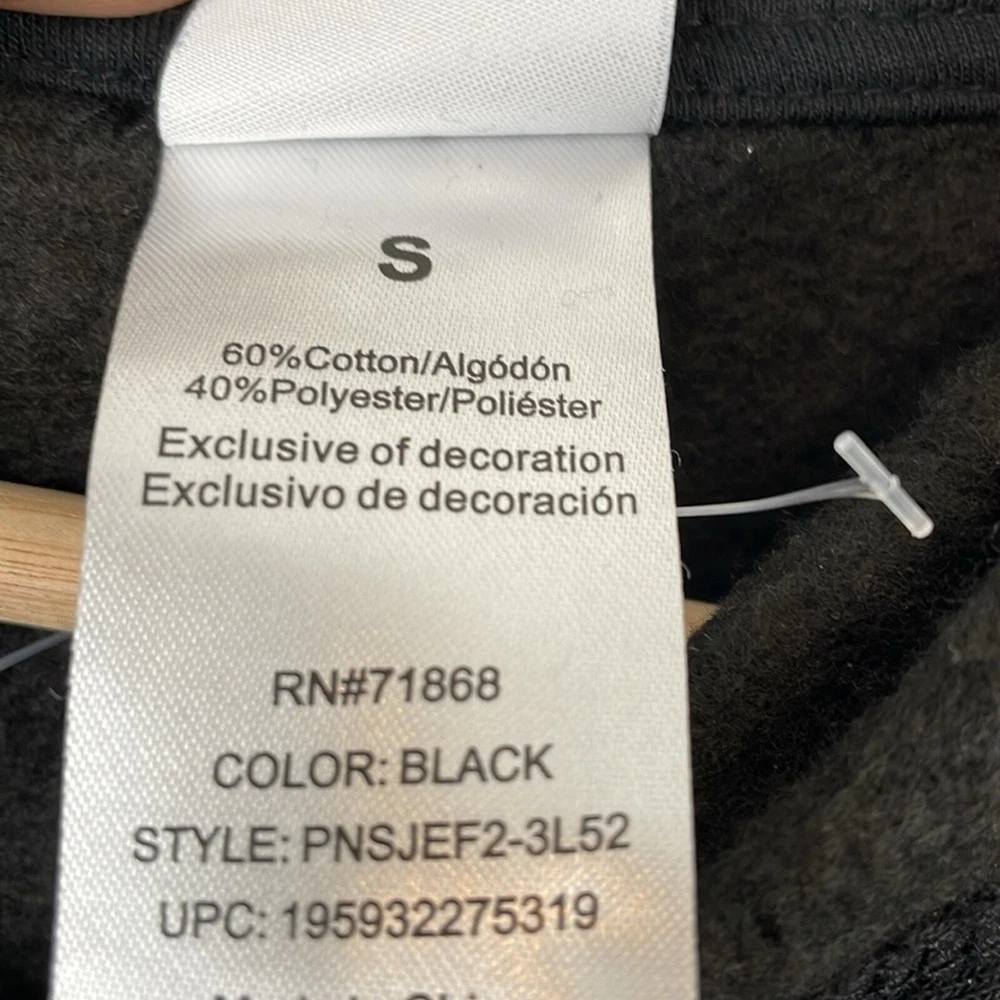 S
60%Cotton/Algódón
40%Polyester/Poliéster
Exclusive of decoration
Exclusivo de decoración
RN#71868
COLOR: BLACK
STYLE: PNSJEF2-3L52
UPC: 195932275319